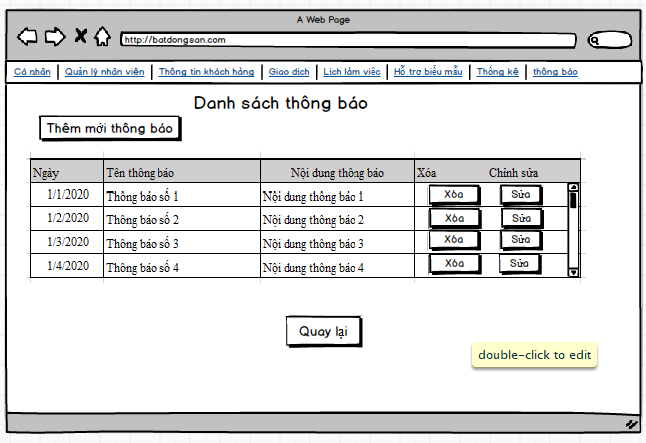 A Web Page
http://batdongsan.com
Cá nhân Quản lý nhân viên Thông tin khách hàng Giao dịch Lịch làm việc Hỗ trợ biểu mẫu Thống kê thông báo
Danh sách thông báo
Thêm mới thông báo
Ngày Tên thông báo Nội dung thông báo Xóa Chỉnh sửa
1/1/2020 Thông báo số 1 Nội dung thông báo 1 Xóa Sửa
1/2/2020 Thông báo số 2 Nội dung thông báo 2 Xóa Sửa
1/3/2020 Thông báo số 3 Nội dung thông báo 3 Xóa Sửa
1/4/2020 Thông báo số 4 Nội dung thông báo 4 Xóa Sửa
Quay lại
double-click to edit